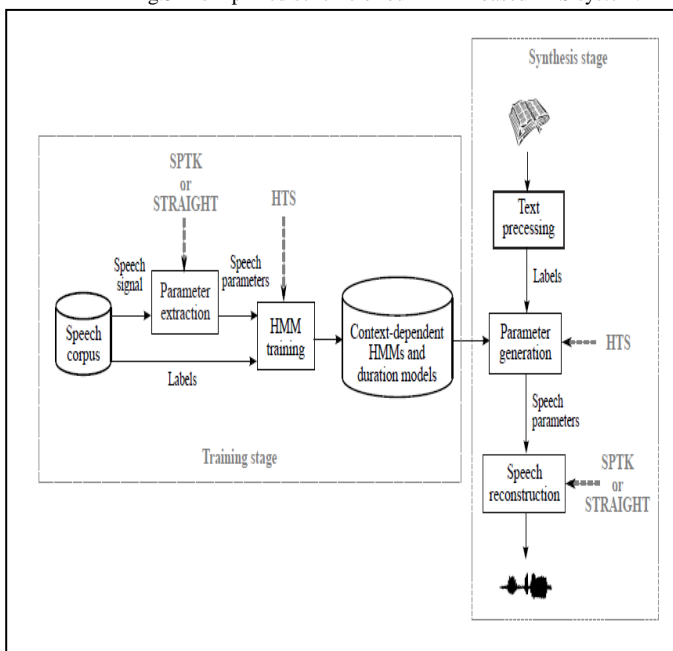 Synthesis stage
SPTK
or
STRAIGHT
HTS
Text
precessing
Speech
signal
Speech
parameters
Labels
Parameter
extraction
Speech
corpus
HMM
training
Context-dependent
HMMs and
duration models
Parameter
generation
HTS
Labels
Speech
parameters
Training stage
Speech
reconstruction
SPTK
or
STRAIGHT